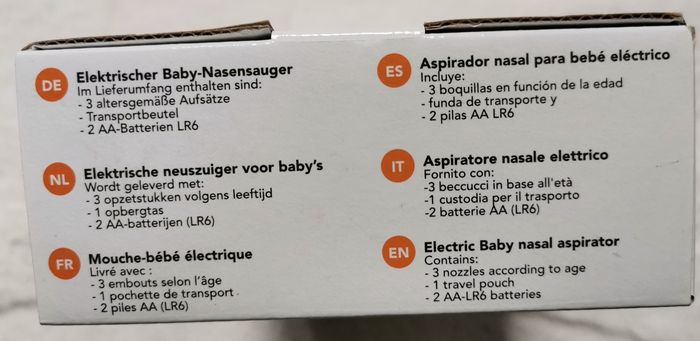 DE
Elektrischer Baby-Nasensauger
Im Lieferumfang enthalten sind:
- 3 altersgemäße Aufsätze
- Transportbeutel
- 2 AA-Batterien LR6
NL
Elektrische neuszuiger voor baby's
Wordt geleverd met:
- 3 opzetstukken volgens leeftijd
- 1 opbergtas
- 2 AA-batterijen (LR6)
FR
Mouche-bébé électrique
Livré avec :
- 3 embouts selon l'âge
- 1 pochette de transport
- 2 piles AA (LR6)
ES
Aspirador nasal para bebé eléctrico
Incluye:
- 3 boquillas en función de la edad
- funda de transporte y
- 2 pilas AA LR6
IT
Aspiratore nasale elettrico
Fornito con:
-3 beccucci in base all'età
-1 custodia per il trasporto
-2 batterie AA (LR6)
EN
Electric Baby nasal aspirator
Contains:
- 3 nozzles according to age
- 1 travel pouch
- 2 AA-LR6 batteries